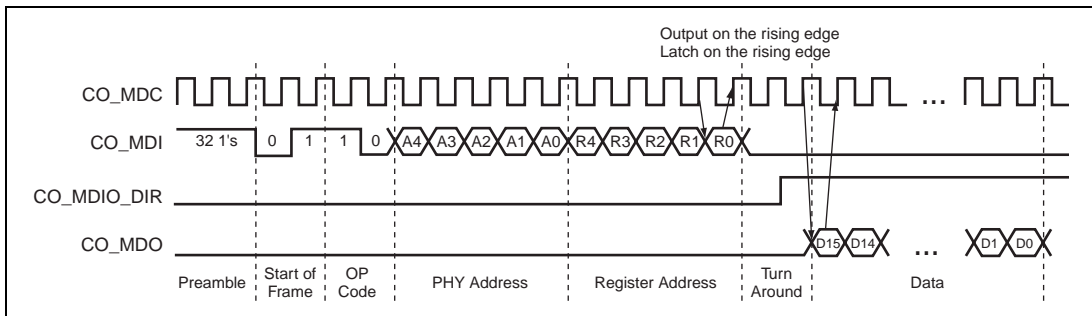 Output on the rising edge
Latch on the rising edge
CO_MDC
...
CO_MDI
32 1's 0 1 1 0 A4 A3 A2 A1 A0 R4 R3 R2 R1 R0
CO_MDIO_DIR
CO_MDO
D15 D14 ... D1 D0
Preamble
Start of
Frame
OP
Code
PHY Address
Register Address
Turn
Around
Data